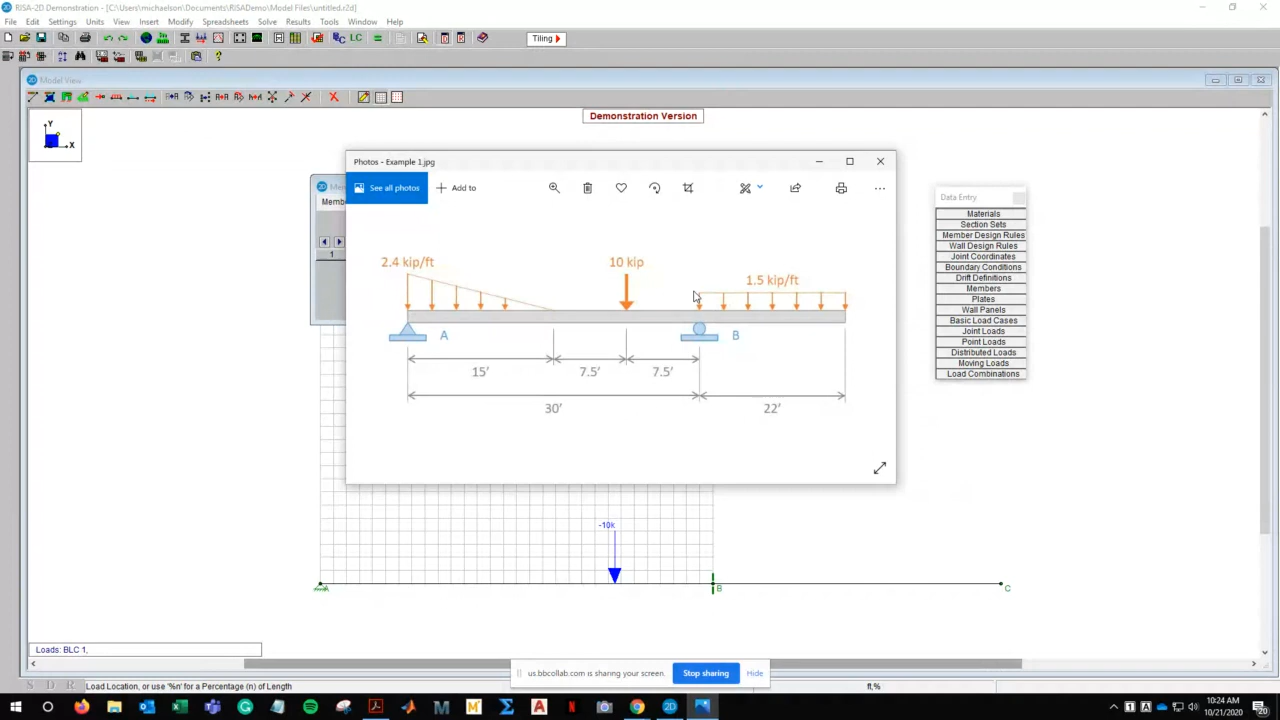 RISA-2D Demonstration - [C:\Users\michaelson\Documents\RISADemo\Model Files\untitled.r2d]
File Edit Settings Units View Insert Modify Spreadsheets Solve Results Tools Window Help
LC
Tiling
Model View
Demonstration Version
Y
X
Photos - Example 1.jpg
See all photos
Add to
Memb
1
2.4 kip/ft
10 kip
1.5 kip/ft
A
B
15'
7.5'
7.5'
30'
22'
Data Entry
Materials
Section Sets
Member Design Rules
Wall Design Rules
Joint Coordinates
Boundary Conditions
Drift Definitions
Members
Plates
Wall Panels
Basic Load Cases
Joint Loads
Point Loads
Distributed Loads
Moving Loads
Load Combinations
-10k
A
B
C
Loads: BLC 1,
us.bbcollab.com is sharing your screen.
Stop sharing
Hide
S D R
Load Location, or use '%n' for a Percentage (n) of Length
ft,%
10:24 AM
10/21/2020
20